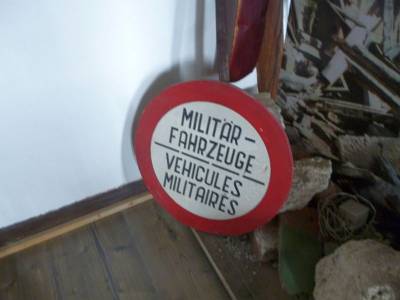 MILITÄR-
FAHRZEUGE
VEHICULES
MILITAIRES